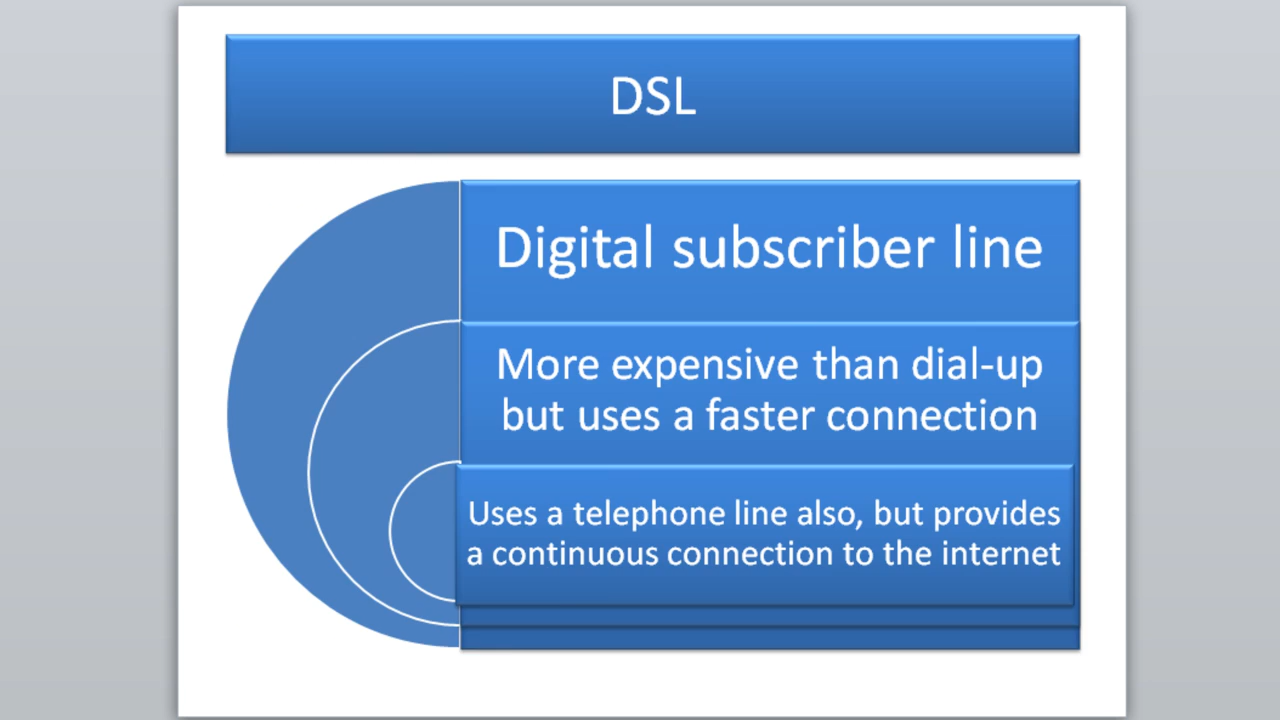 DSL
Digital subscriber line
More expensive than dial-up
but uses a faster connection
Uses a telephone line also, but provides
a continuous connection to the internet